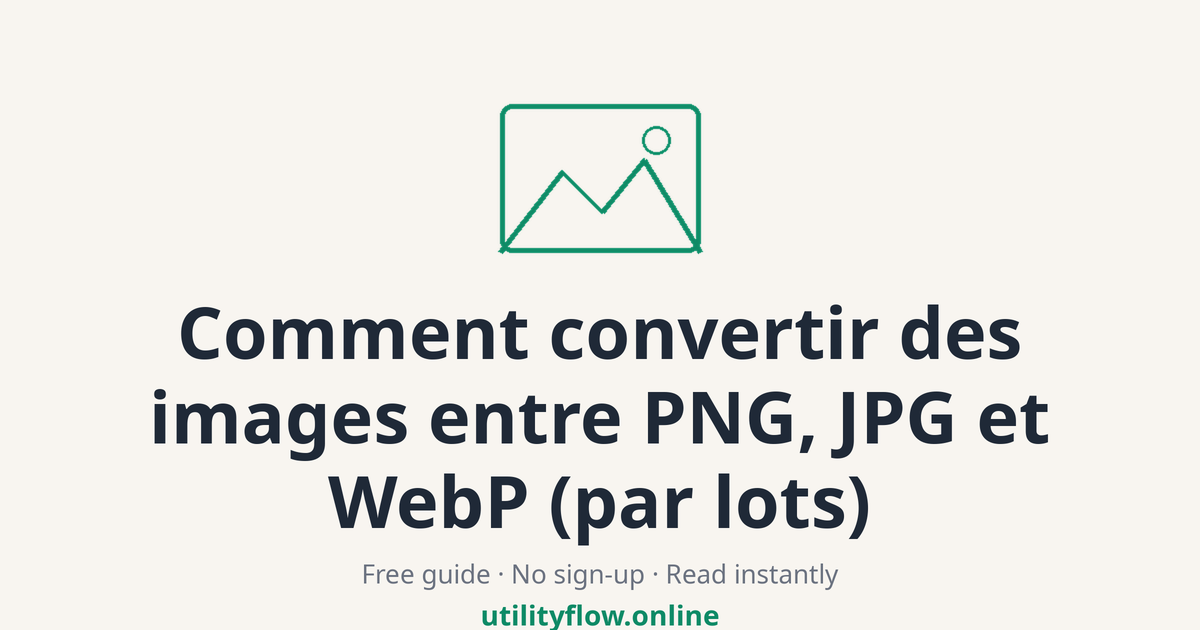 Comment convertir des
images entre PNG, JPG et
WebP (par lots)
Free guide · No sign-up · Read instantly
utilityflow.online